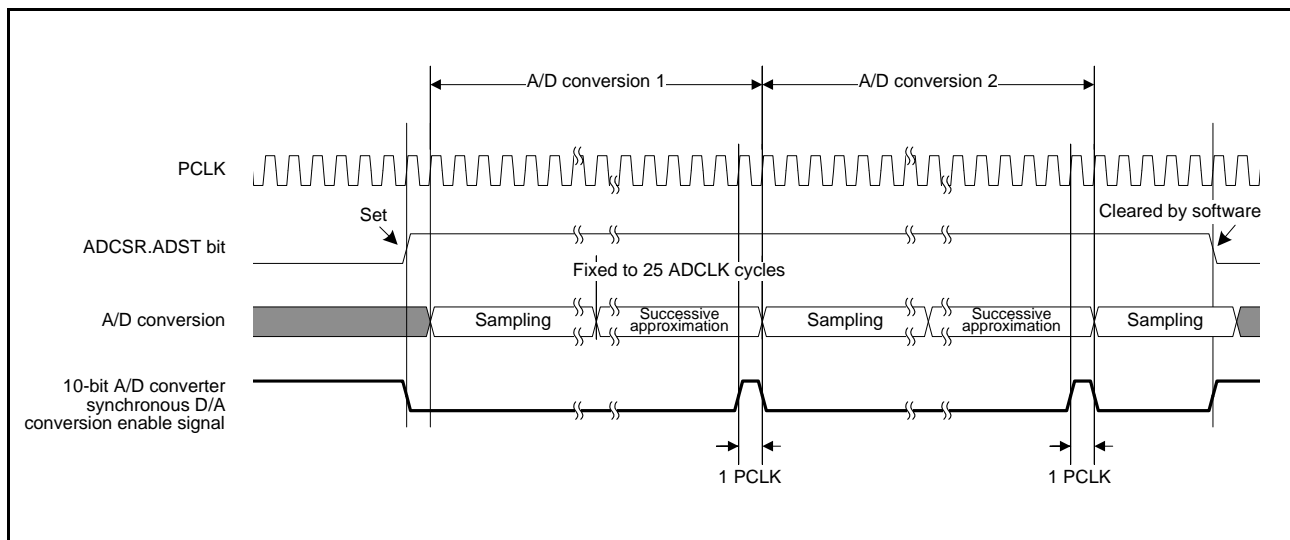 A/D conversion 1
A/D conversion 2
PCLK
Set
Cleared by software
ADCSR.ADST bit
Fixed to 25 ADCLK cycles
A/D conversion
Sampling
Successive
approximation
Sampling
Successive
approximation
Sampling
10-bit A/D converter
synchronous D/A
conversion enable signal
1 PCLK
1 PCLK